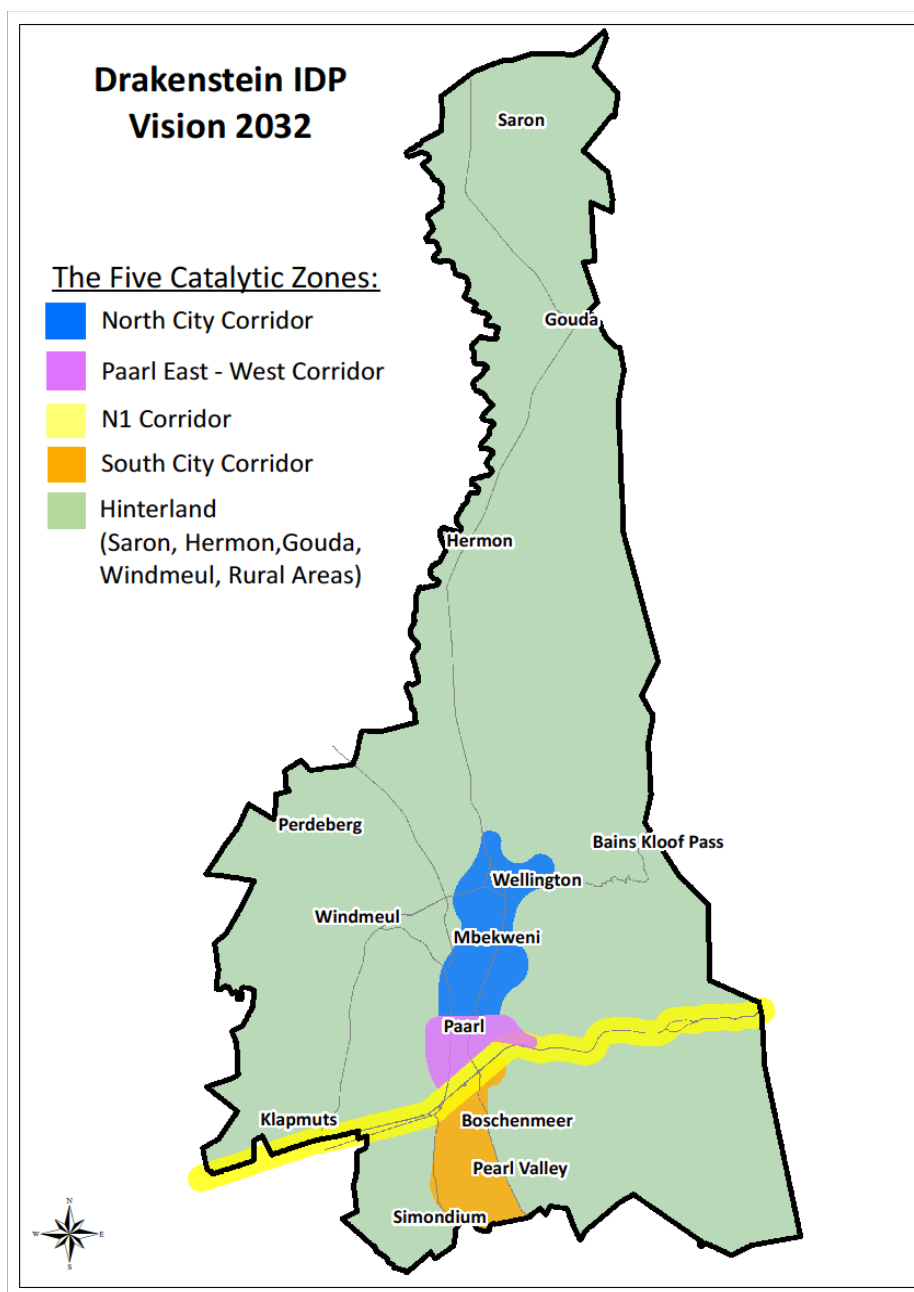 Drakenstein IDP
Vision 2032
Saron
The Five Catalytic Zones:
North City Corridor
Gouda
Paarl East - West Corridor
N1 Corridor
South City Corridor
Hinterland
(Saron, Hermon,Gouda,
Windmeul, Rural Areas)
Hermon
Perdeberg
Bains Kloof Pass
Wellington
Windmeul
Mbekweni
Paarl
Klapmuts
Boschenmeer
Pearl Valley
Simondium
N
W
E
S